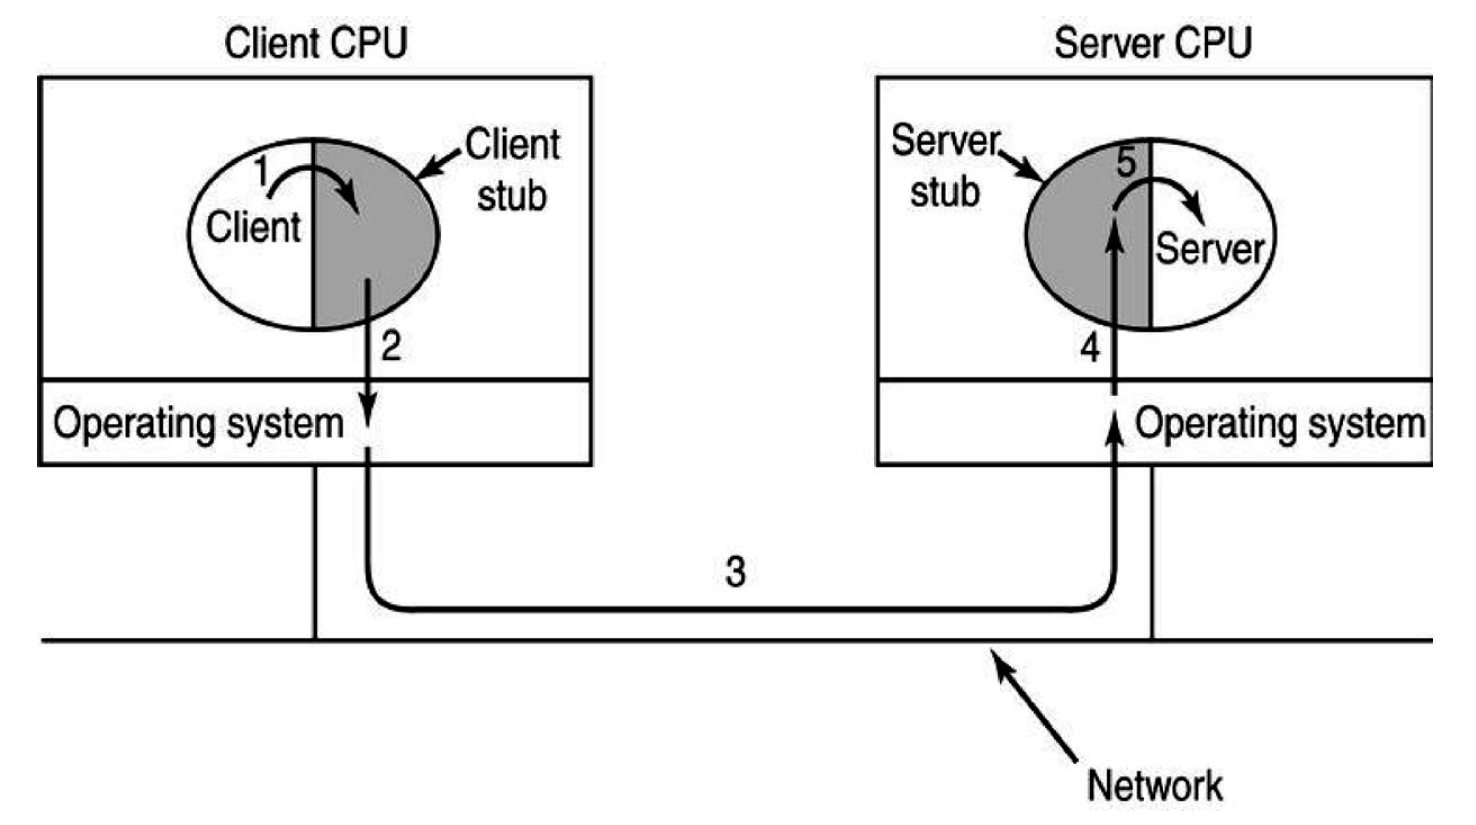 Client CPU
Server CPU
1
Client
Client
stub
2
Operating system
Server
stub
5
Server
4
Operating system
3
Network